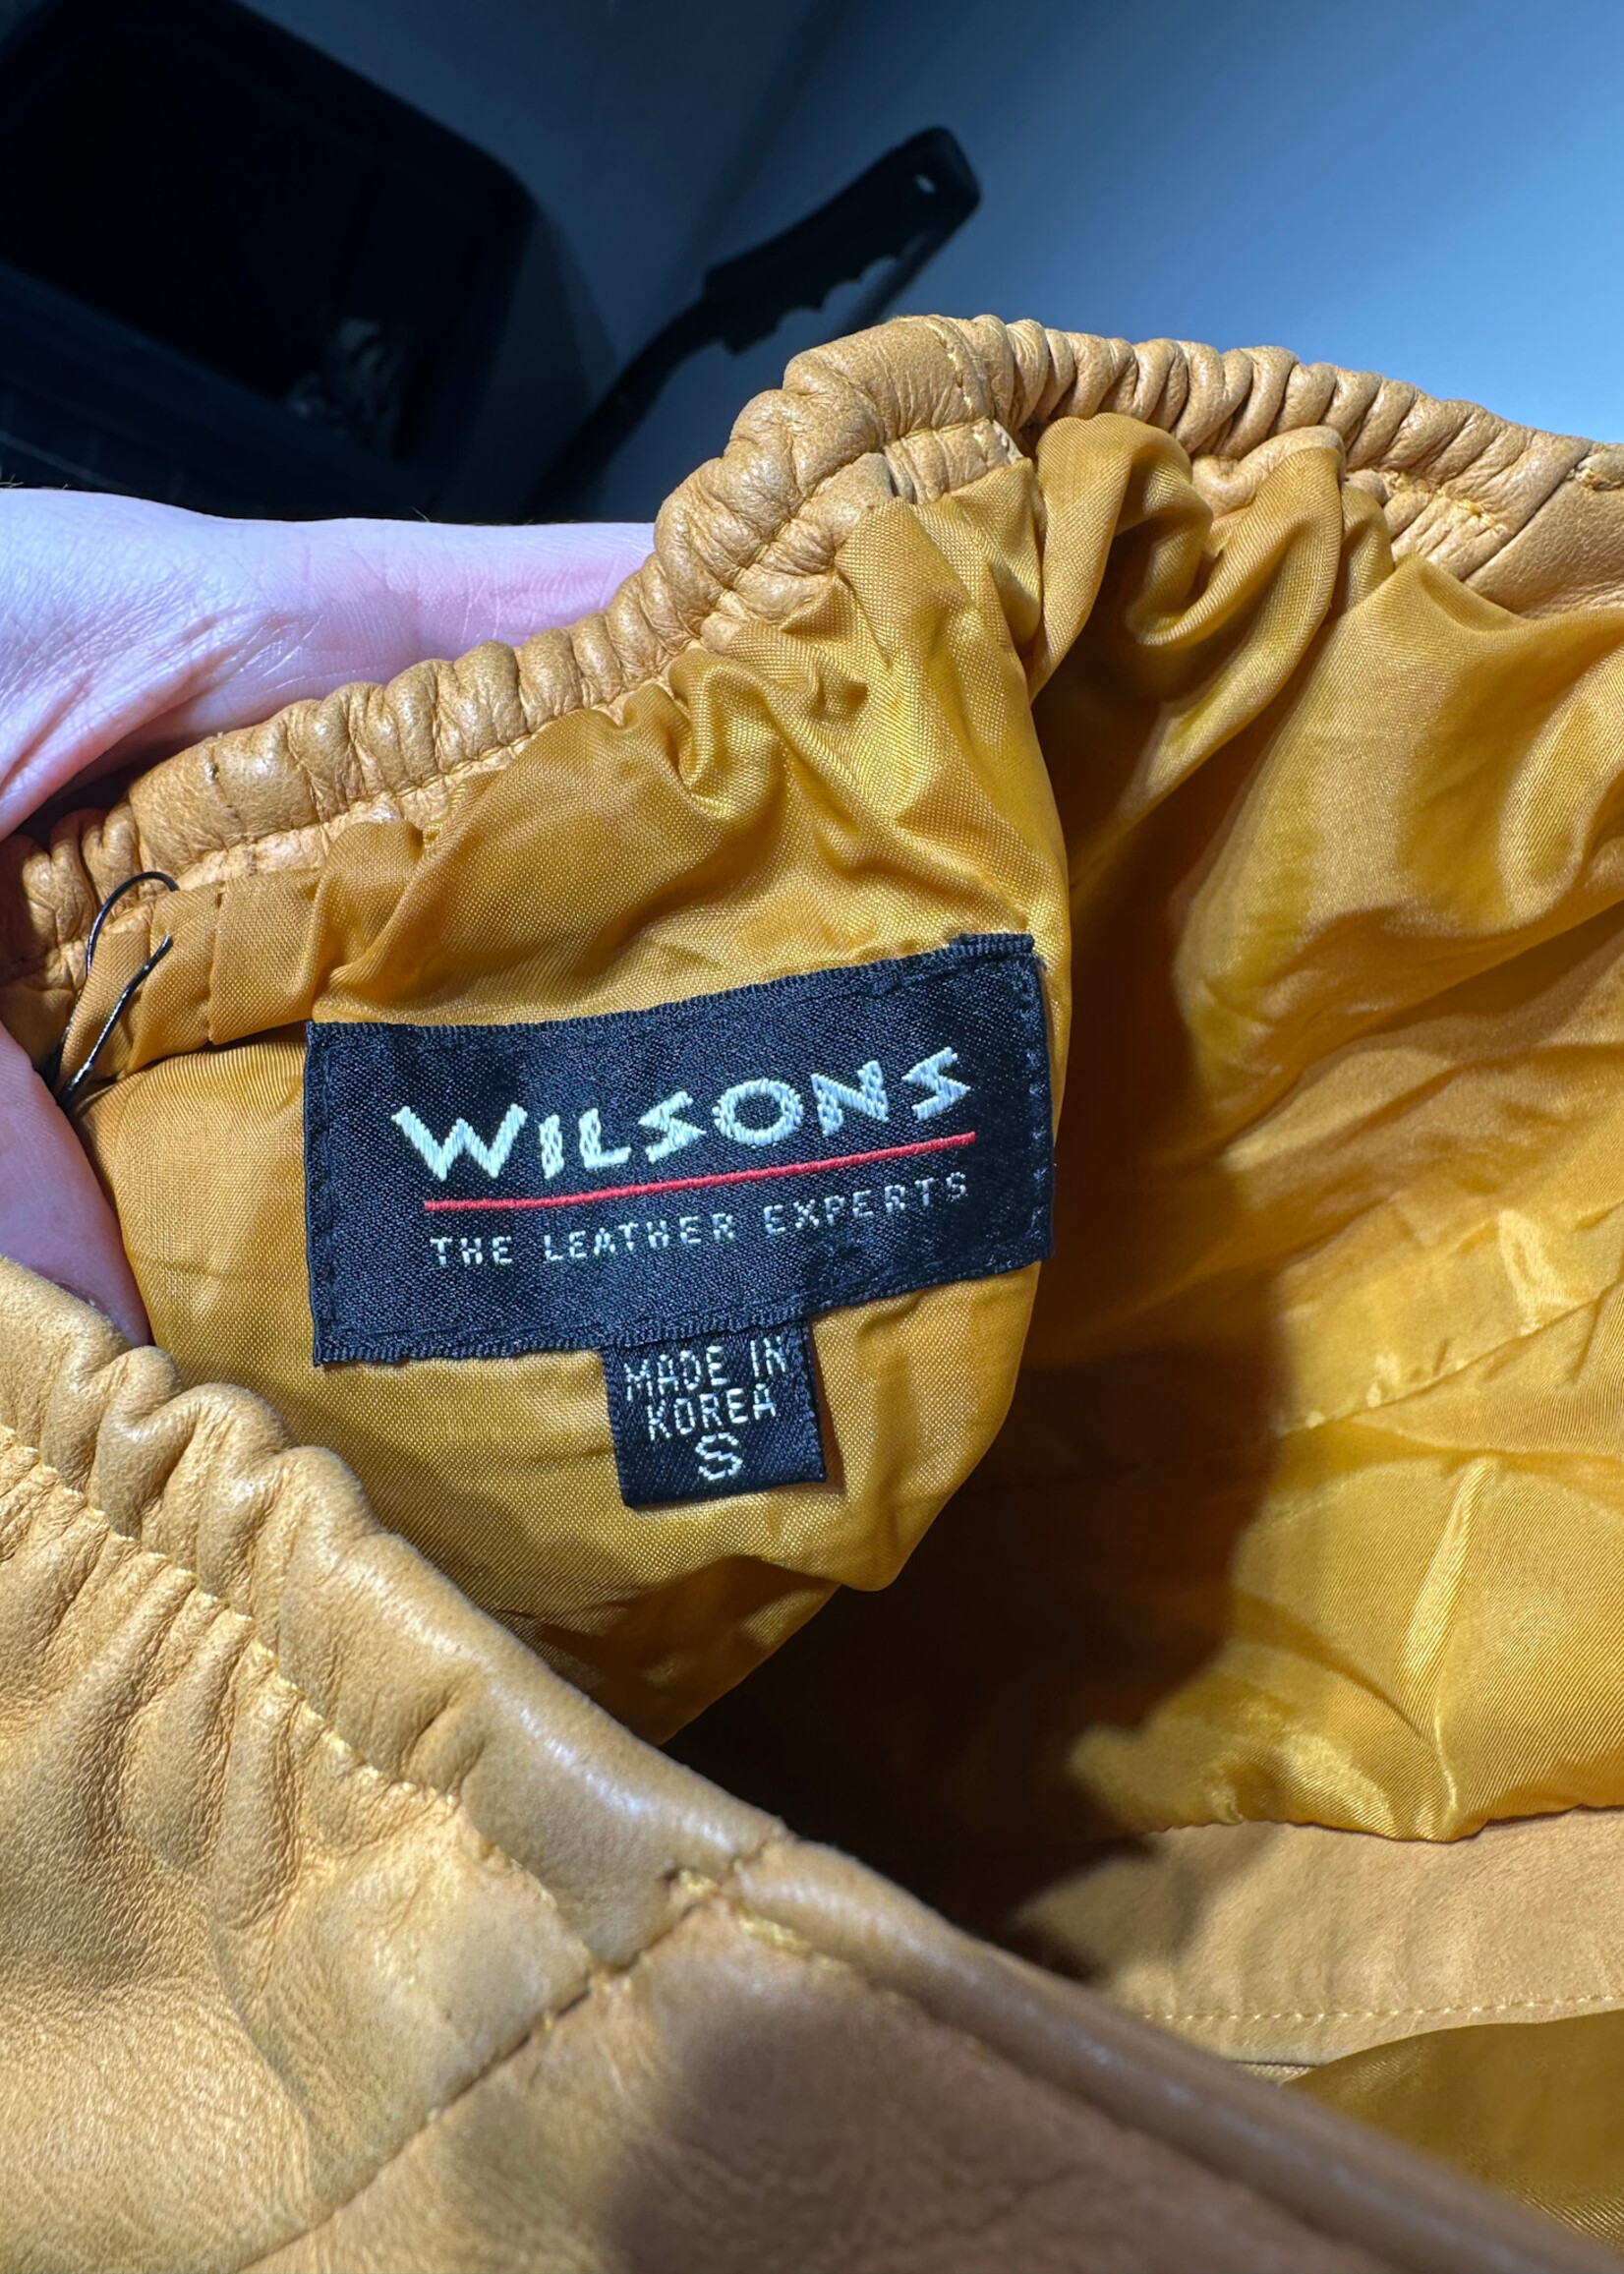 WILSONS
THE LEATHER EXPERTS
MADE IN
KOREA
S